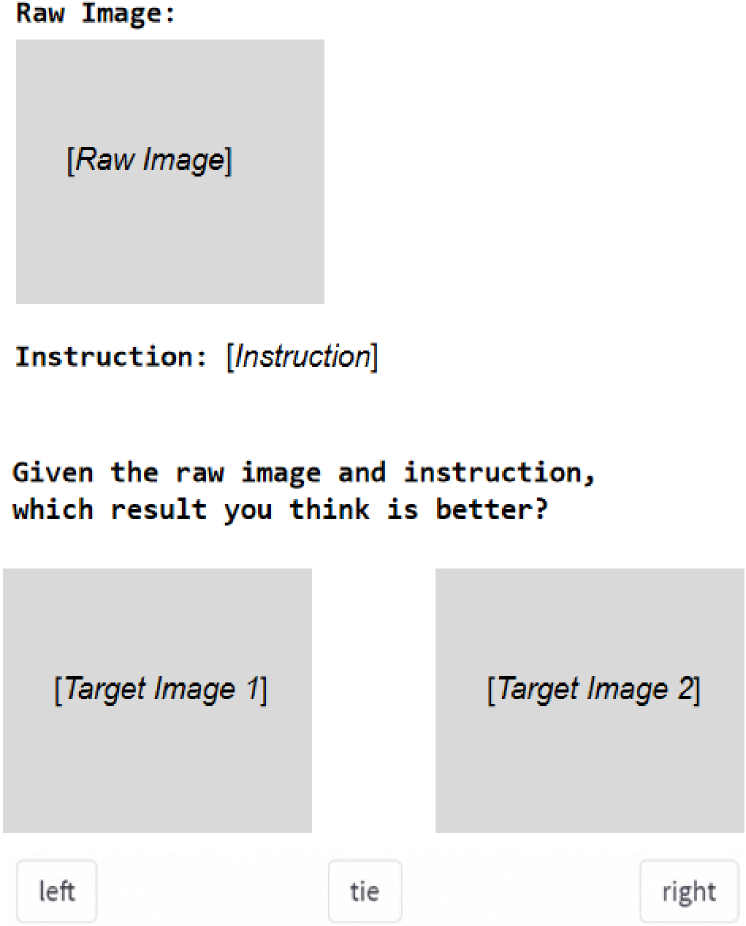 Raw Image:
[Raw Image]
Instruction: [Instruction]
Given the raw image and instruction,
which result you think is better?
[Target Image 1] [Target Image 2]
left tie right